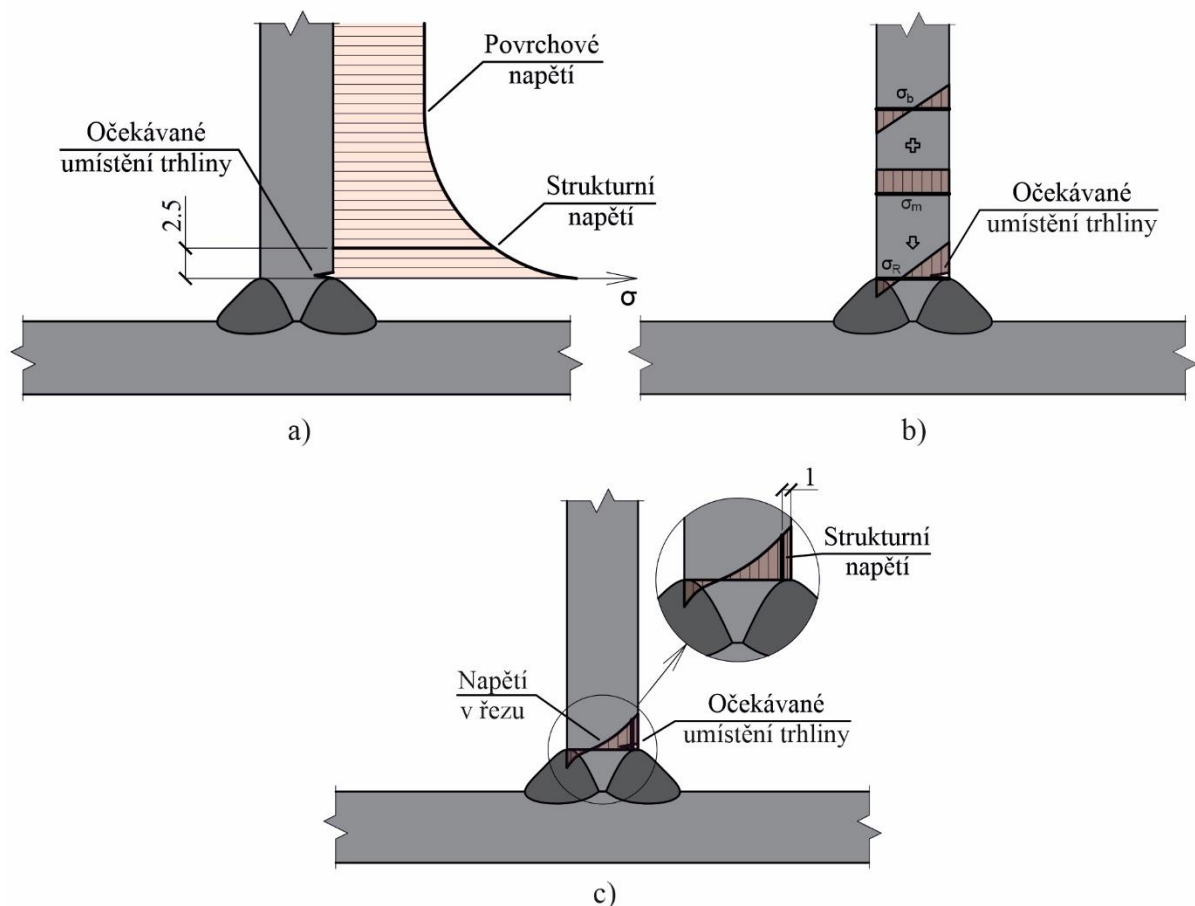 Povrchové
napětí
Očekávané
umístění trhliny
Strukturní
napětí
2.5
σ
a)
σb
σm
σR
Očekávané
umístění trhliny
b)
1
Strukturní
napětí
Napětí
v řezu
Očekávané
umístění trhliny
c)